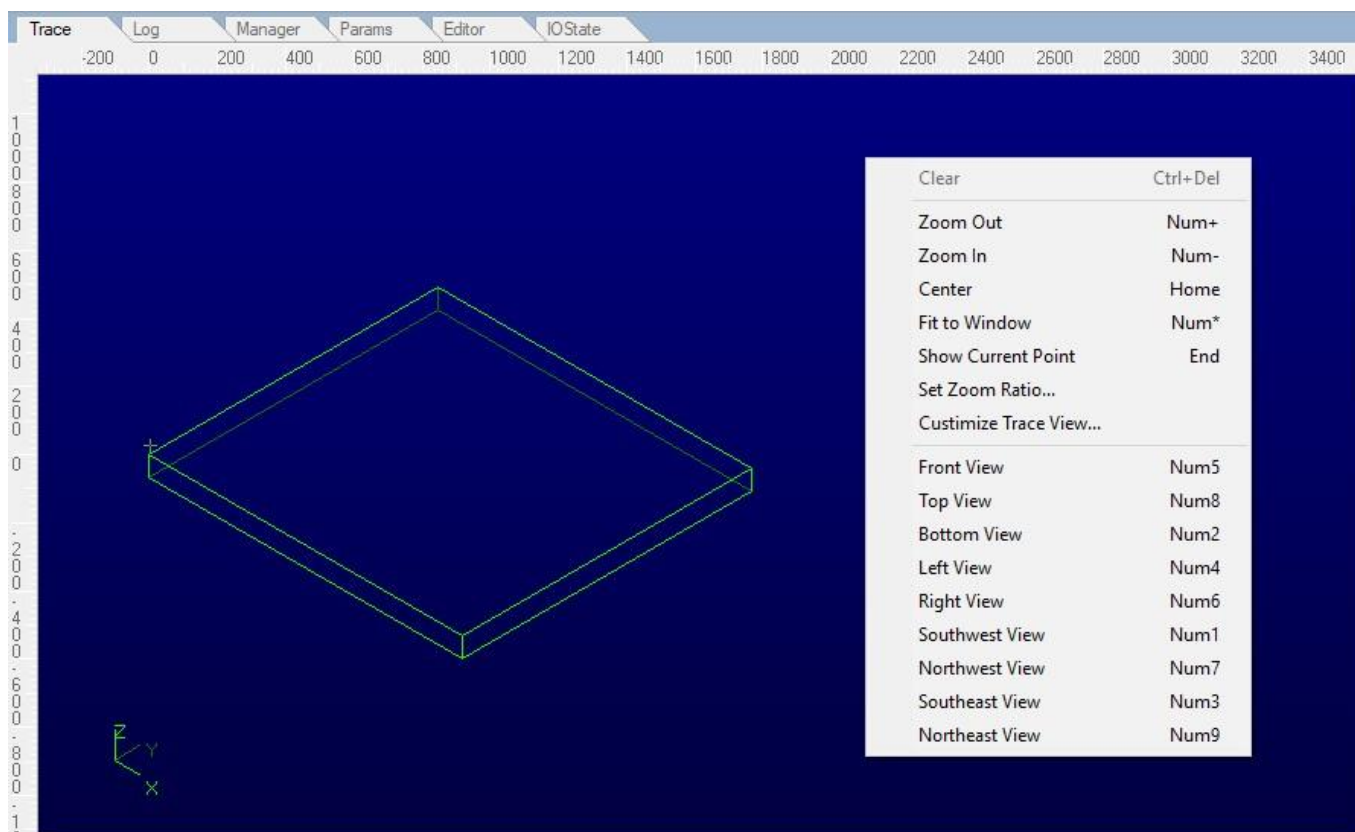 Trace Log Manager Params Editor IOState
-200 0 200 400 600 800 1000 1200 1400 1600 1800 2000 2200 2400 2600 2800 3000 3200 3400
1000
800
600
400
200
0
-200
-400
-600
-800
-1
Clear Ctrl+Del
Zoom Out Num+
Zoom In Num-
Center Home
Fit to Window Num*
Show Current Point End
Set Zoom Ratio...
Custimize Trace View...
Front View Num5
Top View Num8
Bottom View Num2
Left View Num4
Right View Num6
Southwest View Num1
Northwest View Num7
Southeast View Num3
Northeast View Num9
Z
Y
X